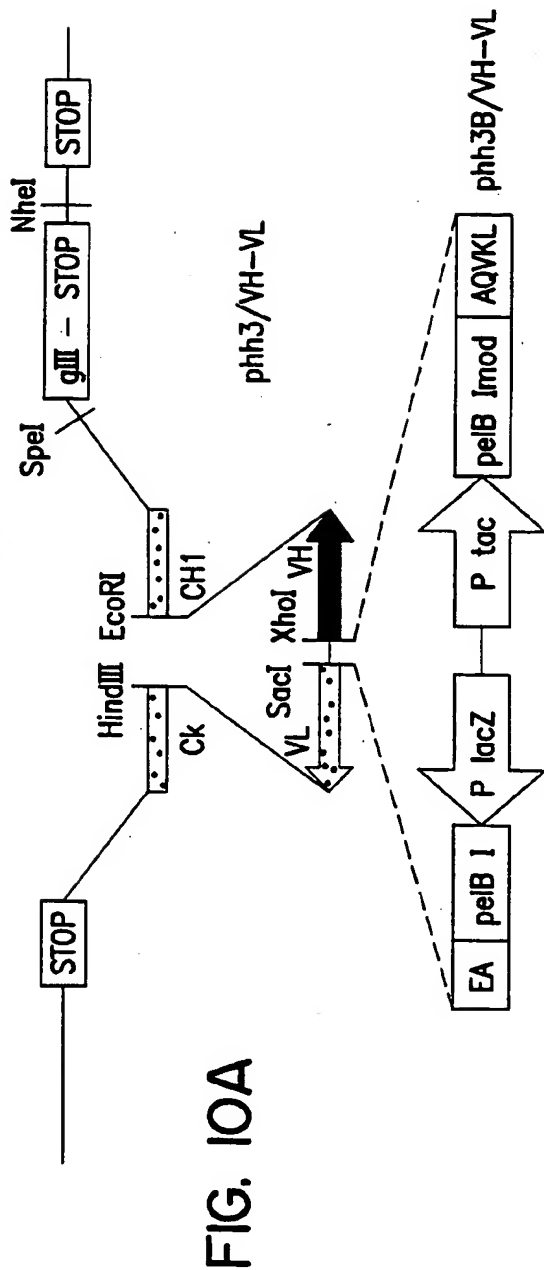 STOP
HindIII
Ck
EcoRI
CH1
SpeI
gIII – STOP
NheI
STOP
phh3/VH–VL
VL
SacI
XhoI
VH
EA
pelB I
P lacZ
P tac
pelB Imod
AQVKL
phh3B/VH–VL
FIG. 10A